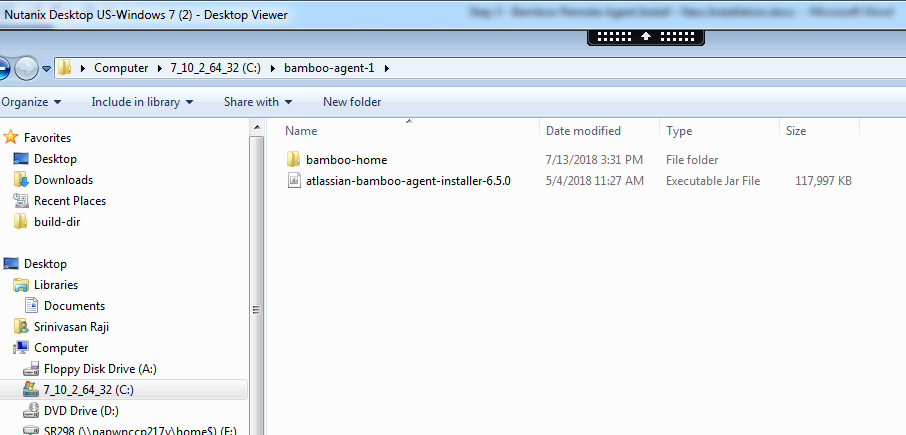 Nutanix Desktop US-Windows 7 (2) - Desktop Viewer
Step 3 - Bamboo Remote Agent Install - New Installation.docx - Microsoft Word
Computer 7_10_2_64_32 (C:) bamboo-agent-1
Organize Include in library Share with New folder
Name Date modified Type Size
Favorites
bamboo-home 7/13/2018 3:31 PM File folder
Desktop
atlassian-bamboo-agent-installer-6.5.0 5/4/2018 11:27 AM Executable Jar File 117,997 KB
Downloads
Recent Places
build-dir
Desktop
Libraries
Documents
Srinivasan Raji
Computer
Floppy Disk Drive (A:)
7_10_2_64_32 (C:)
DVD Drive (D:)
SR298 (\\napwpccp217v\home$) (F:)